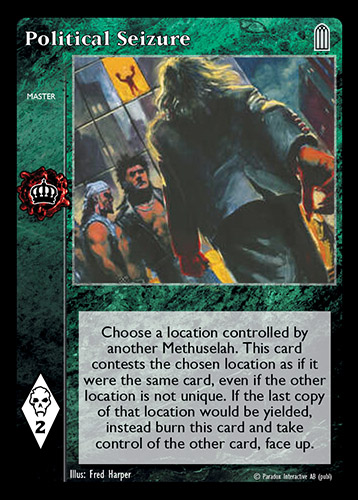 Political Seizure
MASTER
Choose a location controlled by
another Methuselah. This card
contests the chosen location as if it
were the same card, even if the other
location is not unique. If the last copy
of that location would be yielded,
instead burn this card and take
control of the other card, face up.
2
Illus: Fred Harper
© Paradox Interactive AB (publ)